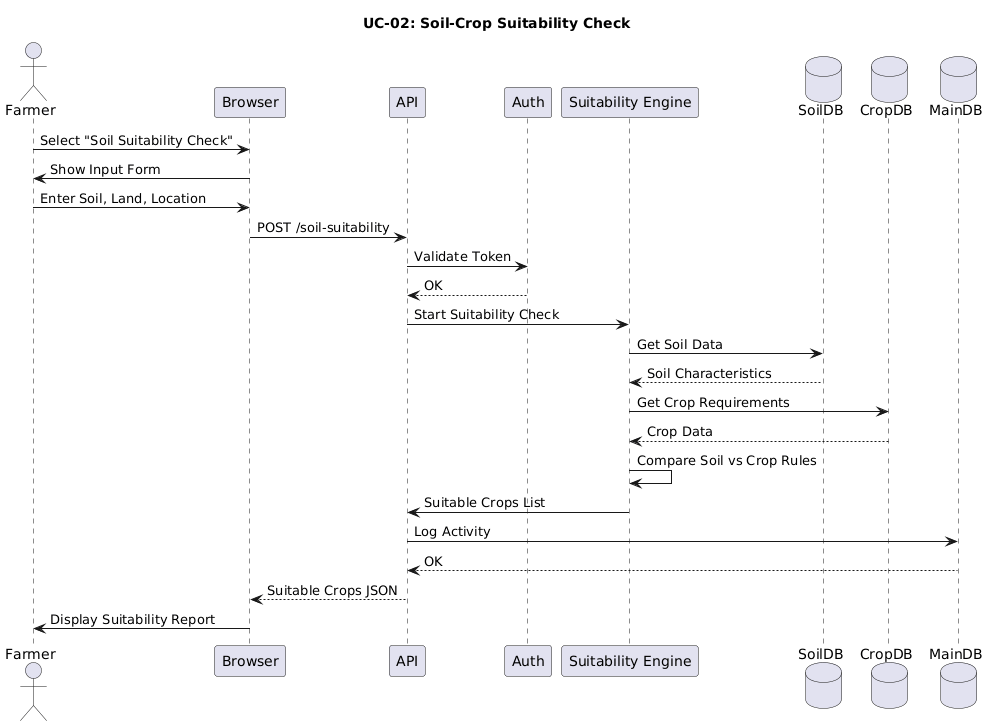 UC-02: Soil-Crop Suitability Check
Farmer
Browser
API
Auth
Suitability Engine
SoilDB
CropDB
MainDB
Select "Soil Suitability Check"
Show Input Form
Enter Soil, Land, Location
POST /soil-suitability
Validate Token
OK
Start Suitability Check
Get Soil Data
Soil Characteristics
Get Crop Requirements
Crop Data
Compare Soil vs Crop Rules
Suitable Crops List
Log Activity
OK
Suitable Crops JSON
Display Suitability Report
Farmer
Browser
API
Auth
Suitability Engine
SoilDB
CropDB
MainDB